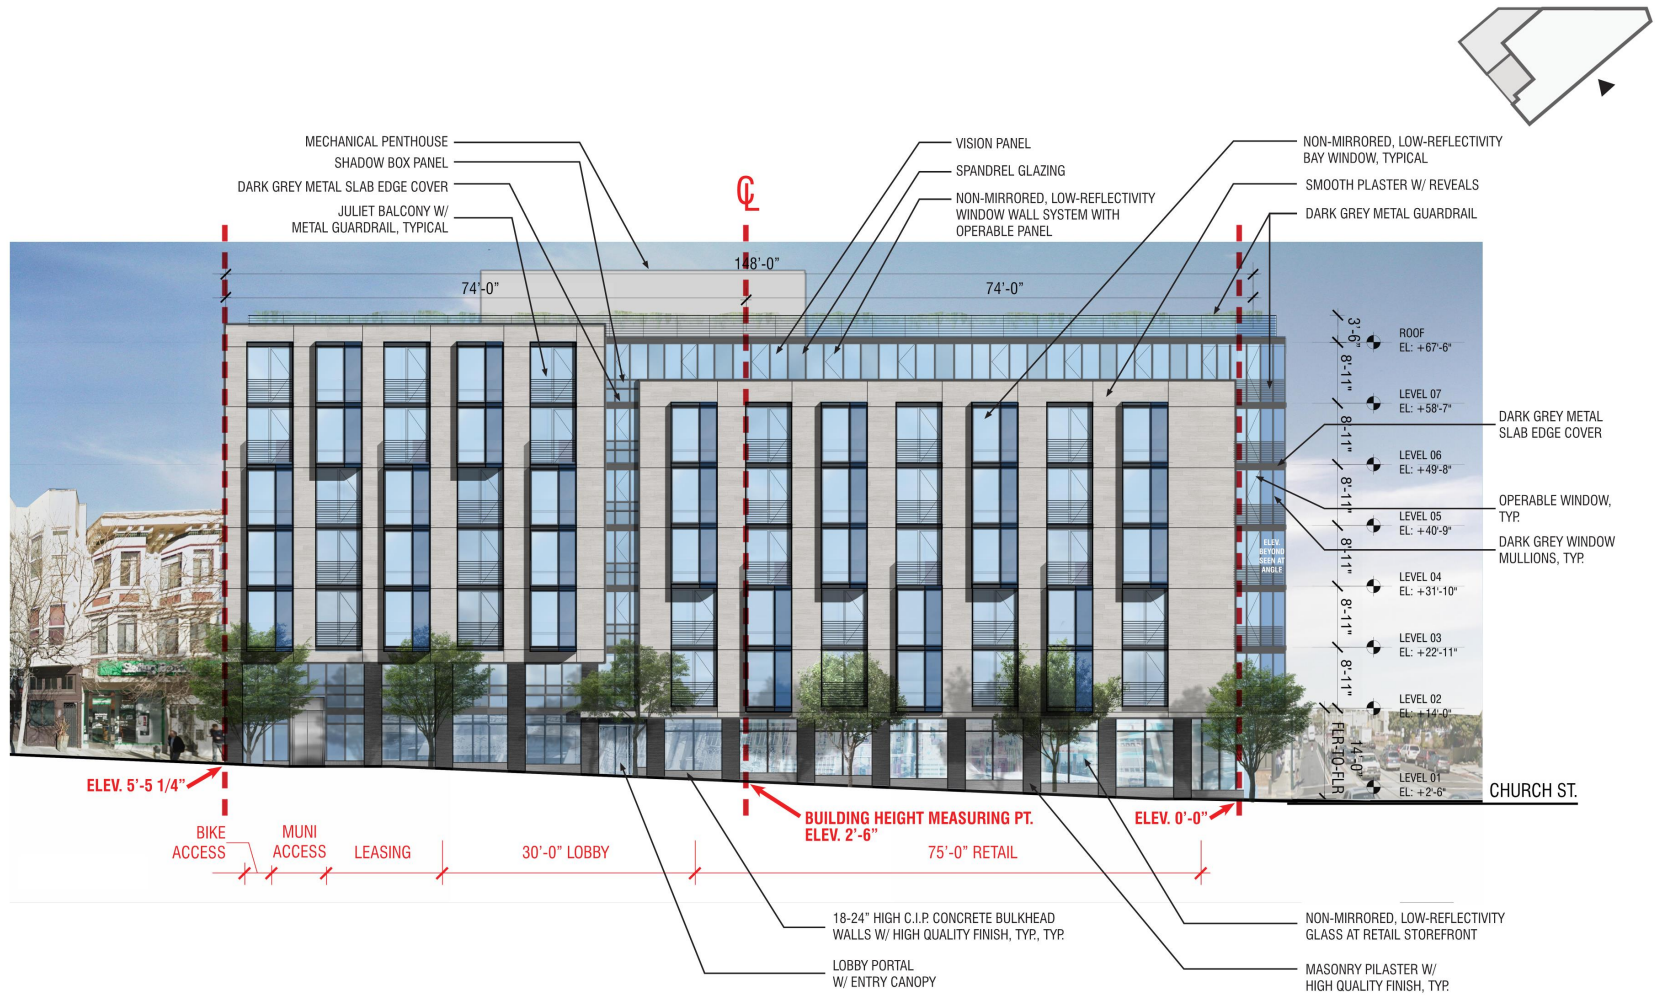 MECHANICAL PENTHOUSE
SHADOW BOX PANEL
DARK GREY METAL SLAB EDGE COVER
JULIET BALCONY W/
METAL GUARDRAIL, TYPICAL
VISION PANEL
SPANDREL GLAZING
NON-MIRRORED, LOW-REFLECTIVITY
WINDOW WALL SYSTEM WITH
OPERABLE PANEL
NON-MIRRORED, LOW-REFLECTIVITY
BAY WINDOW, TYPICAL
SMOOTH PLASTER W/ REVEALS
DARK GREY METAL GUARDRAIL
CL
148'-0"
74'-0"
74'-0"
3'-6"
8'-11"
8'-11"
8'-11"
8'-11"
8'-11"
8'-11"
14'-0"
FLR-TO-FLR
ROOF
EL: +67'-6"
LEVEL 07
EL: +58'-7"
LEVEL 06
EL: +49'-8"
LEVEL 05
EL: +40'-9"
LEVEL 04
EL: +31'-10"
LEVEL 03
EL: +22'-11"
LEVEL 02
EL: +14'-0"
LEVEL 01
EL: +2'-6"
DARK GREY METAL
SLAB EDGE COVER
OPERABLE WINDOW,
TYP.
DARK GREY WINDOW
MULLIONS, TYP.
ELEV.
BEYOND
SEEN AT
ANGLE
CHURCH ST.
ELEV. 5'-5 1/4"
BUILDING HEIGHT MEASURING PT.
ELEV. 2'-6"
ELEV. 0'-0"
BIKE
ACCESS
MUNI
ACCESS
LEASING
30'-0" LOBBY
75'-0" RETAIL
18-24" HIGH C.I.P. CONCRETE BULKHEAD
WALLS W/ HIGH QUALITY FINISH, TYP., TYP.
LOBBY PORTAL
W/ ENTRY CANOPY
NON-MIRRORED, LOW-REFLECTIVITY
GLASS AT RETAIL STOREFRONT
MASONRY PILASTER W/
HIGH QUALITY FINISH, TYP.